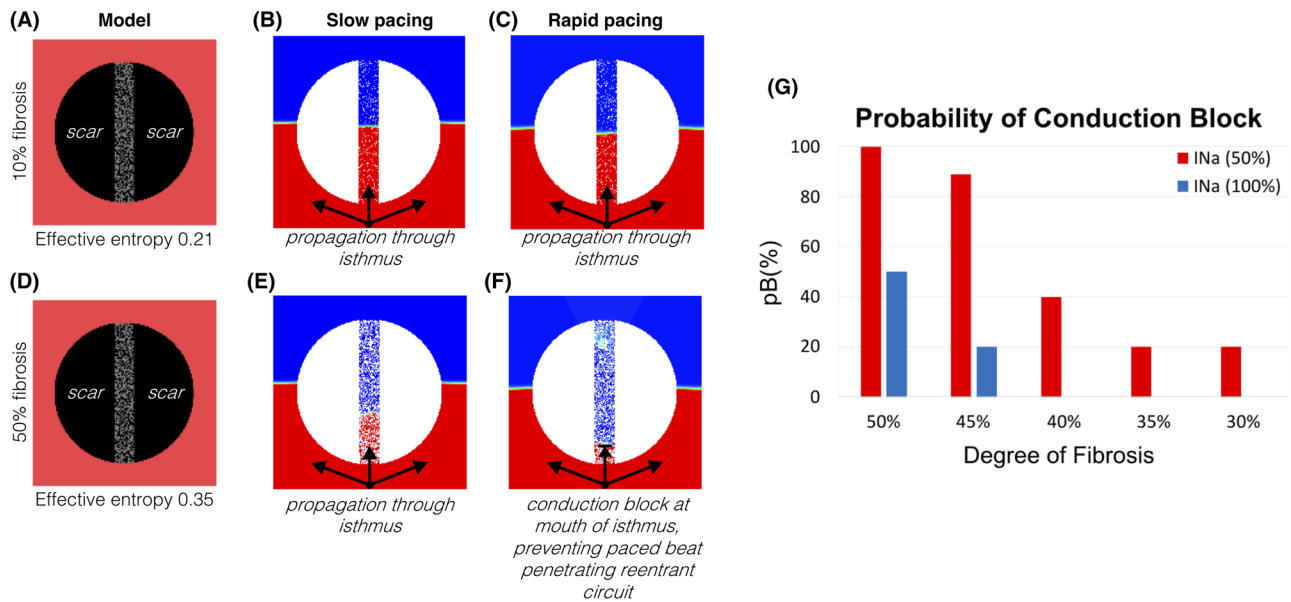 (A)
Model
(B)
Slow pacing
(C)
Rapid pacing
10% fibrosis
scar
scar
Effective entropy 0.21
propagation through
isthmus
propagation through
isthmus
(D)
(E)
(F)
50% fibrosis
scar
scar
Effective entropy 0.35
propagation through
isthmus
conduction block at
mouth of isthmus,
preventing paced beat
penetrating reentrant
circuit
(G)
Probability of Conduction Block
INa (50%)
INa (100%)
pB(%)
100
80
60
40
20
0
50%
45%
40%
35%
30%
Degree of Fibrosis